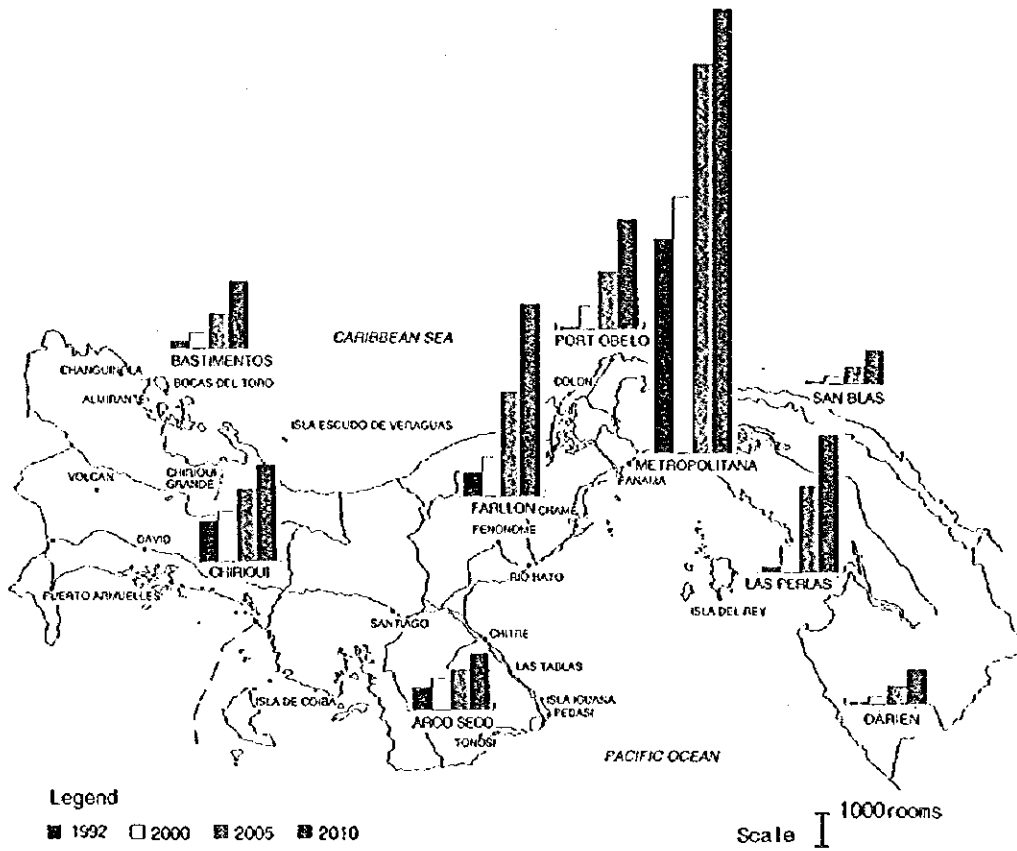 CARIBBEAN SEA
PORT OBELO
BASTIMENTOS
CHANGUINOLA
BOCAS DEL TORO
COLON
ALMIRANTE
SAN BLAS
ISLA ESCUDO DE VERAGUAS
METROPOLITANA
PANAMA
VOLCAN
CHIRIQUI
GRANDE
FARLLON
CHAME
PENONOME
DAVID
CHIRIQUI
RIO HATO
LAS PERLAS
PUERTO ARMUELLES
ISLA DEL REY
SANTIAGO
CHITRE
LAS TABLAS
ISLA DE COIBA
ISLA IGUANA
PEDASI
ARCO SECO
DARIEN
TONOSI
PACIFIC OCEAN
Legend
1992 2000 2005 2010
1000 rooms
Scale